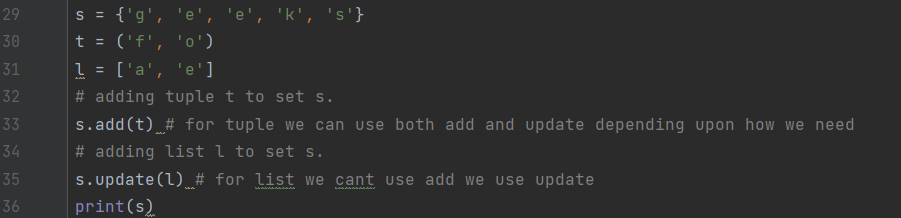 29 s = {'g', 'e', 'e', 'k', 's'}
30 t = ('f', 'o')
31 l = ['a', 'e']
32 # adding tuple t to set s.
33 s.add(t) # for tuple we can use both add and update depending upon how we need
34 # adding list l to set s.
35 s.update(l) # for list we cant use add we use update
36 print(s)